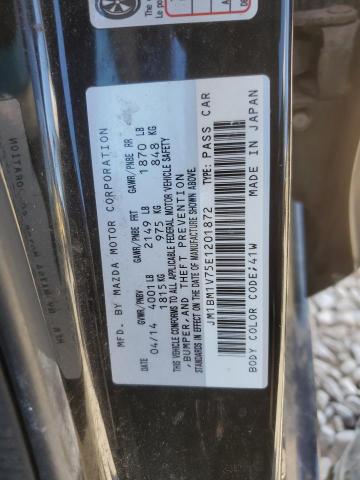 MFD. BY MAZDA MOTOR CORPORATION
DATE GVWR/PNBV GAWR/PNBE FRT GAWR/PNBE RR
04/14 4001 LB 2149 LB 1870 LB
1815 KG 975 KG 848 KG
THIS VEHICLE CONFORMS TO ALL APPLICABLE FEDERAL MOTOR VEHICLE SAFETY
,BUMPER,AND THEFT PREVENTION
STANDARDS IN EFFECT ON THE DATE OF MANUFACTURE SHOWN ABOVE.
JM1BM1V75E1201872 PASS CAR
BODY COLOR CODE:41W MADE IN JAPAN
The
Le po